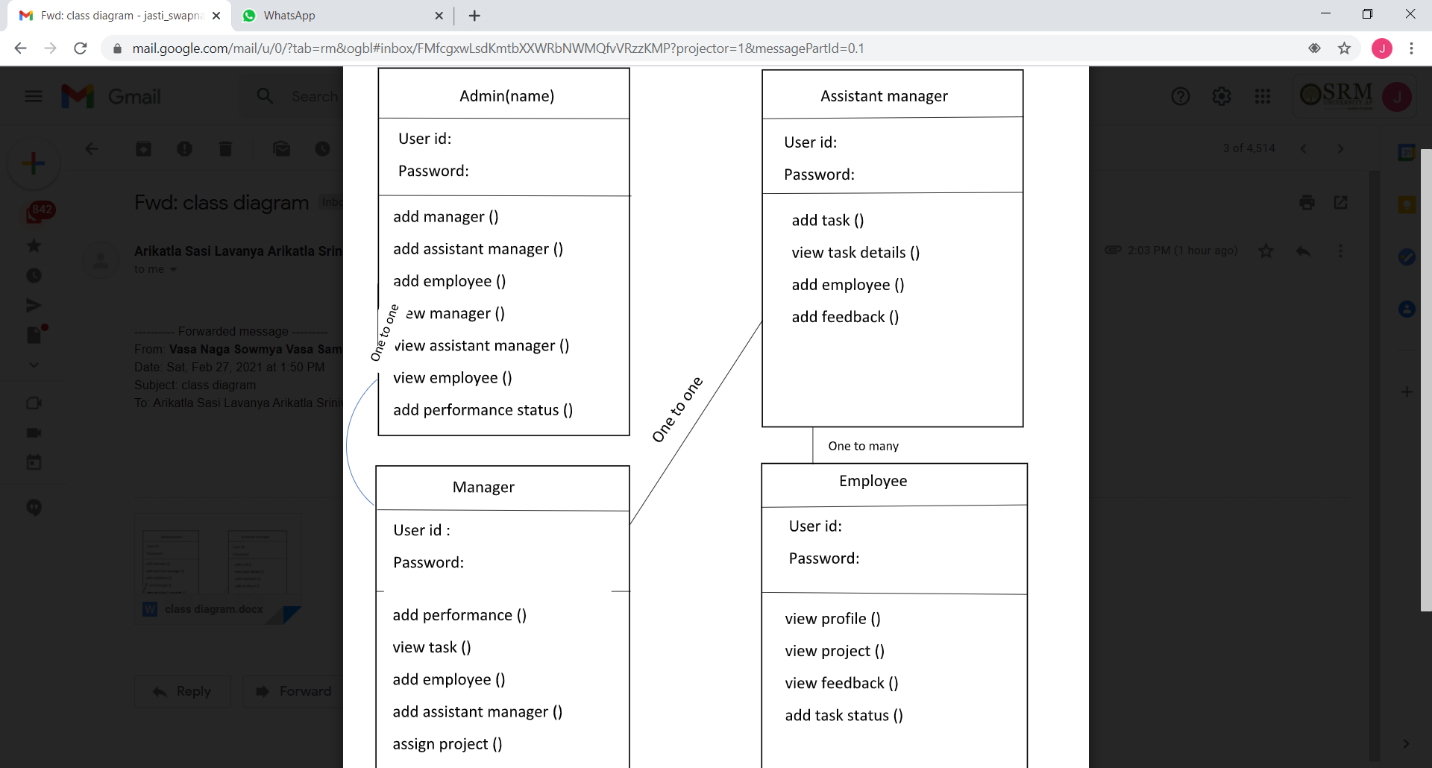 Fwd: class diagram - jasti_swapna
WhatsApp
mail.google.com/mail/u/0/?tab=rm&ogbl#inbox/FMfcgxwLsdKmtbXXWRbNWMQfvVRzzKMP?projector=1&messagePartId=0.1
J
Gmail
Search
SRM
J
3 of 4,514
842
Fwd: class diagram
Inbo
Arikatla Sasi Lavanya Arikatla Srin
2:03 PM (1 hour ago)
to me
---------- Forwarded message ---------
From: Vasa Naga Sowmya Vasa Sam
Date: Sat, Feb 27, 2021 at 1:50 PM
Subject: class diagram
To: Arikatla Sasi Lavanya Arikatla Srini
class diagram.docx
Reply
Forward
Admin(name)
User id:
Password:
add manager ()
add assistant manager ()
add employee ()
ew manager ()
view assistant manager ()
view employee ()
add performance status ()
One to one
Assistant manager
User id:
Password:
add task ()
view task details ()
add employee ()
add feedback ()
One to one
One to many
Manager
User id :
Password:
add performance ()
view task ()
add employee ()
add assistant manager ()
assign project ()
Employee
User id:
Password:
view profile ()
view project ()
view feedback ()
add task status ()